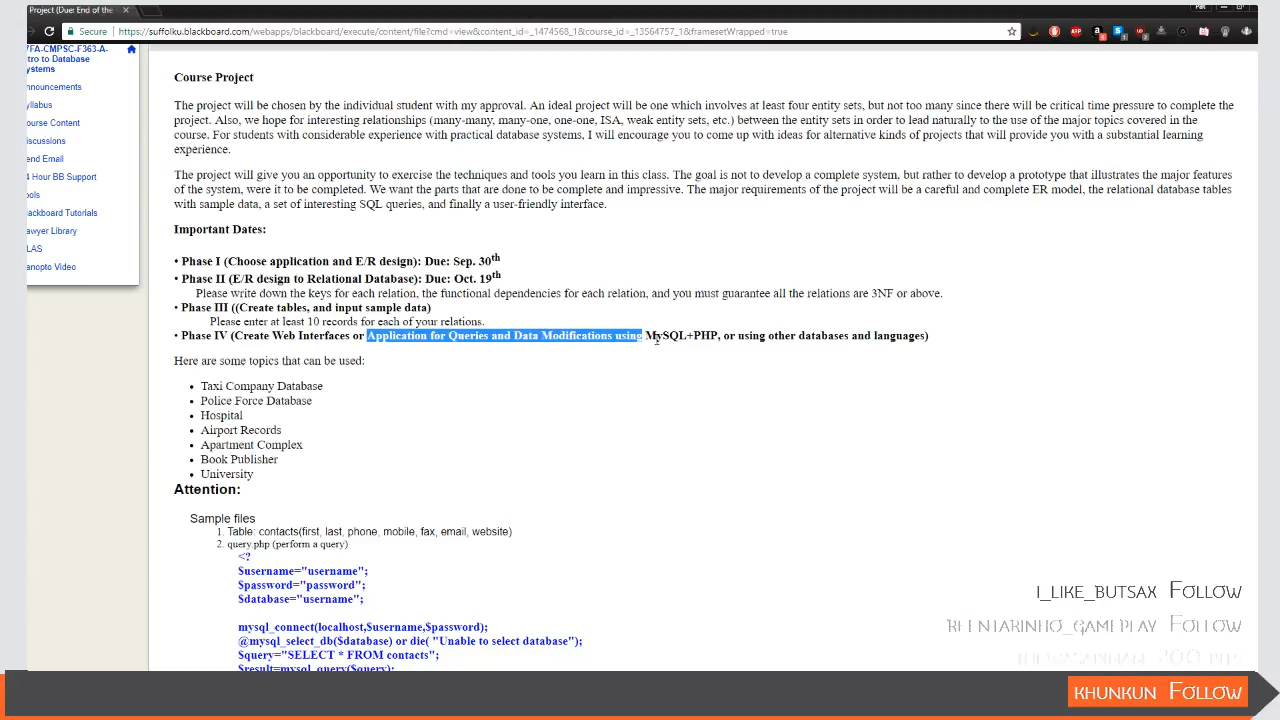 Project (Due: End of the
Secure
https://suffolku.blackboard.com/webapps/blackboard/execute/content/file?cmd=view&content_id=_1474568_1&course_id=_13564757_1&framesetWrapped=true
7FA-CMPSC-F363-A-
ntro to Database
ystems
nnouncements
yllabus
ourse Content
iscussions
end Email
4 Hour BB Support
ools
lackboard Tutorials
awyer Library
LAS
anopto Video
Course Project
The project will be chosen by the individual student with my approval. An ideal project will be one which involves at least four entity sets, but not too many since there will be critical time pressure to complete the
project. Also, we hope for interesting relationships (many-many, many-one, one-one, ISA, weak entity sets, etc.) between the entity sets in order to lead naturally to the use of the major topics covered in the
course. For students with considerable experience with practical database systems, I will encourage you to come up with ideas for alternative kinds of projects that will provide you with a substantial learning
experience.
The project will give you an opportunity to exercise the techniques and tools you learn in this class. The goal is not to develop a complete system, but rather to develop a prototype that illustrates the major features
of the system, were it to be completed. We want the parts that are done to be complete and impressive. The major requirements of the project will be a careful and complete ER model, the relational database tables
with sample data, a set of interesting SQL queries, and finally a user-friendly interface.
Important Dates:
• Phase I (Choose application and E/R design): Due: Sep. 30th
• Phase II (E/R design to Relational Database): Due: Oct. 19th
Please write down the keys for each relation, the functional dependencies for each relation, and you must guarantee all the relations are 3NF or above.
• Phase III ((Create tables, and input sample data)
Please enter at least 10 records for each of your relations.
• Phase IV (Create Web Interfaces or Application for Queries and Data Modifications using MySQL+PHP, or using other databases and languages)
Here are some topics that can be used:
• Taxi Company Database
• Police Force Database
• Hospital
• Airport Records
• Apartment Complex
• Book Publisher
• University
Attention:
Sample files
1. Table: contacts(first, last, phone, mobile, fax, email, website)
2. query.php (perform a query)
<?
$username="username";
$password="password";
$database="username";
mysql_connect(localhost,$username,$password);
@mysql_select_db($database) or die( "Unable to select database");
$query="SELECT * FROM contacts";
$result=mysql_query($query);
I_LIKE_BUTSAX Follow
KHUNKUN Follow